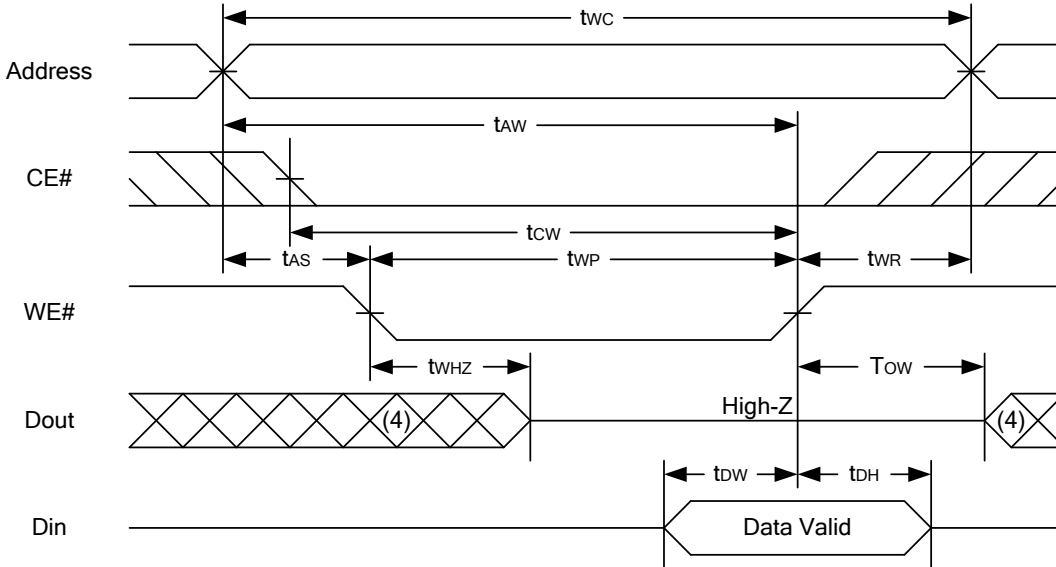 tWC
Address
tAW
CE#
tCW
tAS tWP tWR
WE#
tWHZ TOW
Dout (4) High-Z (4)
tDW tDH
Din Data Valid